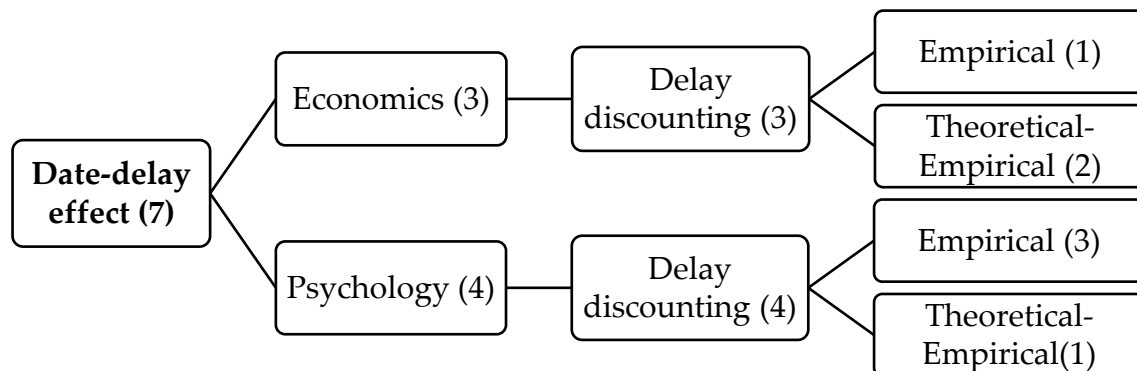 Date-delay
effect (7)
Economics (3)
Delay
discounting (3)
Empirical (1)
Theoretical-
Empirical (2)
Psychology (4)
Delay
discounting (4)
Empirical (3)
Theoretical-
Empirical(1)